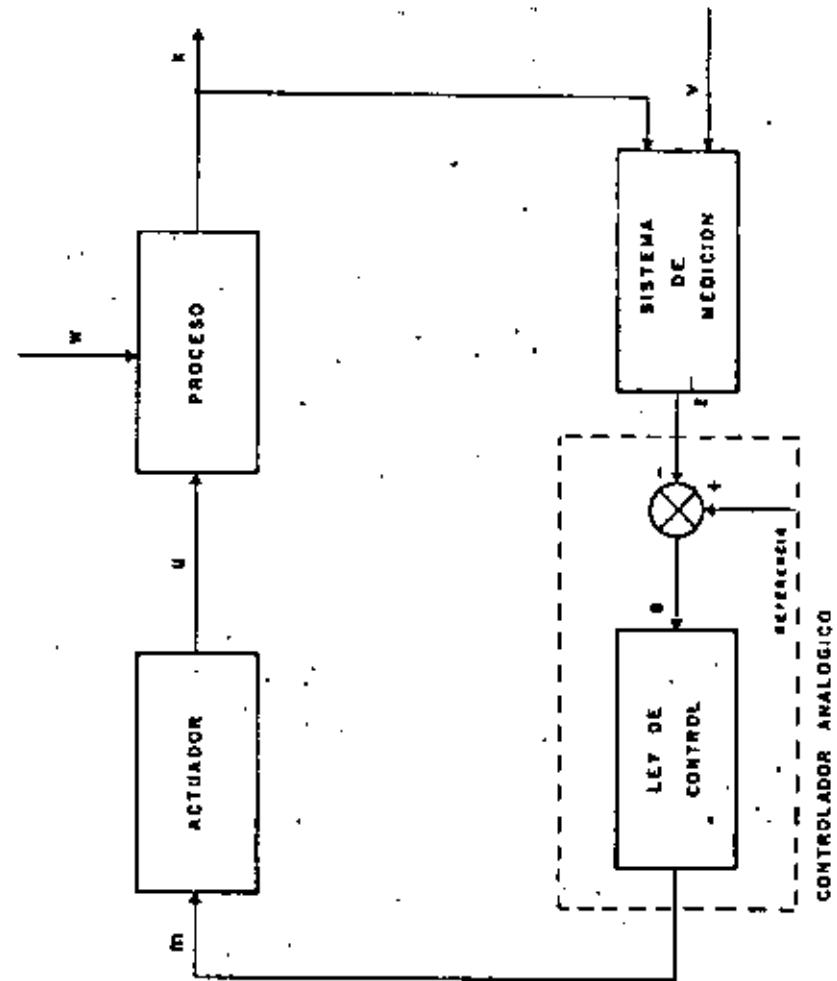 m
ACTUADOR
u
PROCESO
w
x
LEY DE
CONTROL
e
-
+
REFERENCIA
z
SISTEMA
DE
MEDICION
v
CONTROLADOR ANALOGICO